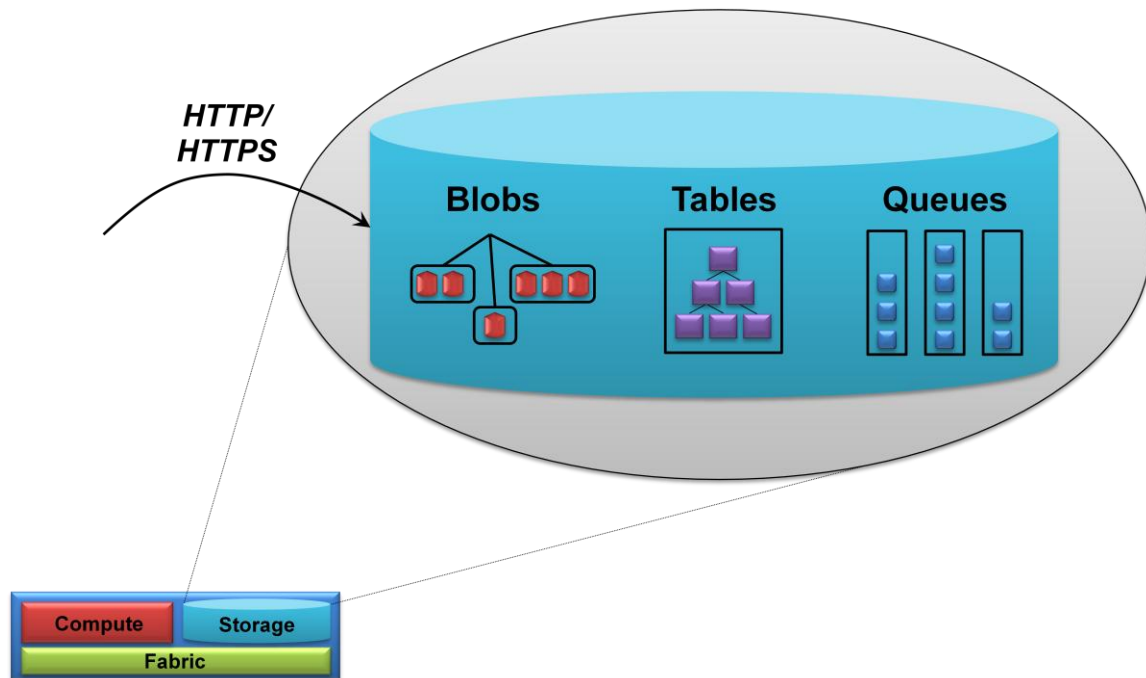 HTTP/
HTTPS
Blobs
Tables
Queues
Compute
Storage
Fabric